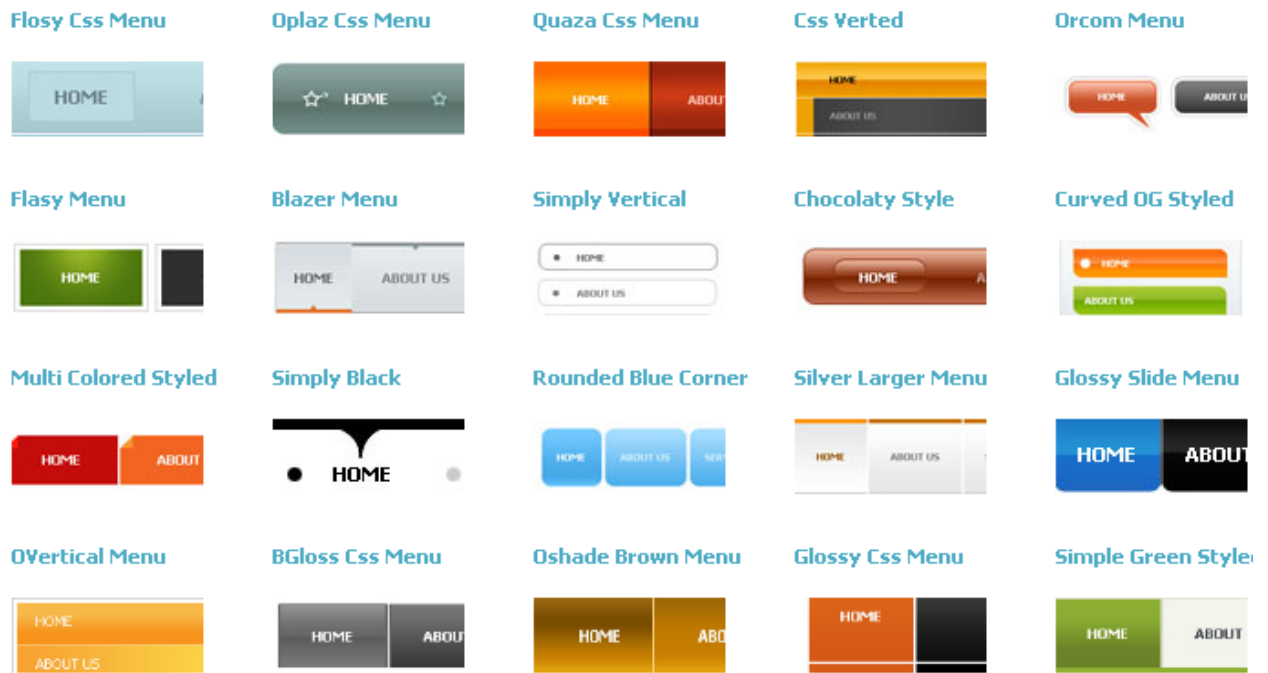 Flosy Css Menu Oplaz Css Menu Quaza Css Menu Css Verted Orcom Menu
HOME HOME HOME ABOU HOME ABOUT US HOME ABOUT U
Flasy Menu Blazer Menu Simply Vertical Chocolaty Style Curved OG Styled
HOME HOME ABOUT US HOME ABOUT US HOME A HOME ABOUT US
Multi Colored Styled Simply Black Rounded Blue Corner Silver Larger Menu Glossy Slide Menu
HOME ABOUT HOME HOME ABOUT US SERV HOME ABOUT US HOME ABOUT
OVertical Menu BGloss Css Menu Oshade Brown Menu Glossy Css Menu Simple Green Style
HOME ABOUT US HOME ABOU HOME ABO HOME HOME ABOUT